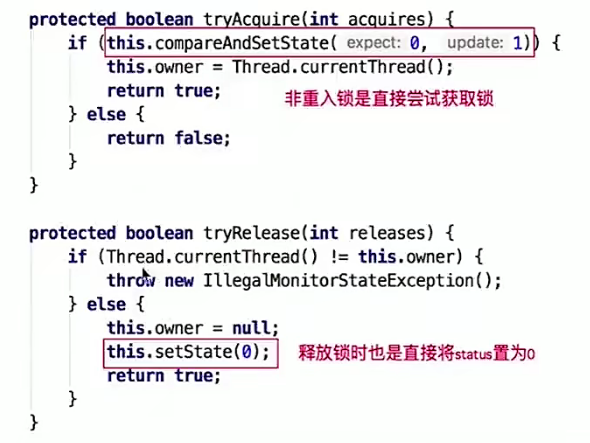 protected boolean tryAcquire(int acquires) {
if (this.compareAndSetState( expect: 0, update: 1)) {
this.owner = Thread.currentThread();
return true;
非重入锁是直接尝试获取锁
} else {
return false;
}
}
protected boolean tryRelease(int releases) {
if (Thread.currentThread() != this.owner) {
throw new IllegalMonitorStateException();
} else {
this.owner = null;
this.setState(0); 释放锁时也是直接将status置为0
return true;
}
}